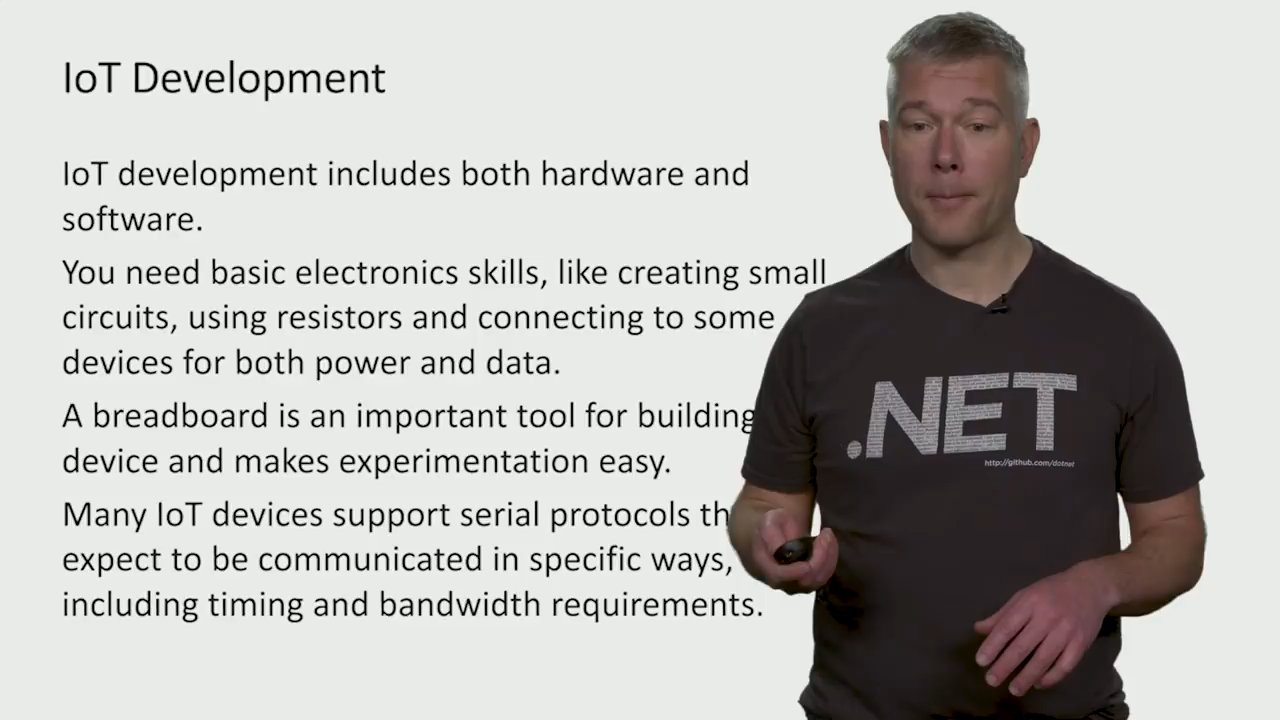 IoT Development
IoT development includes both hardware and
software.
You need basic electronics skills, like creating small
circuits, using resistors and connecting to some
devices for both power and data.
A breadboard is an important tool for building
device and makes experimentation easy.
Many IoT devices support serial protocols
expect to be communicated in specific ways,
including timing and bandwidth requirements.
.NET
http://github.com/dotnet